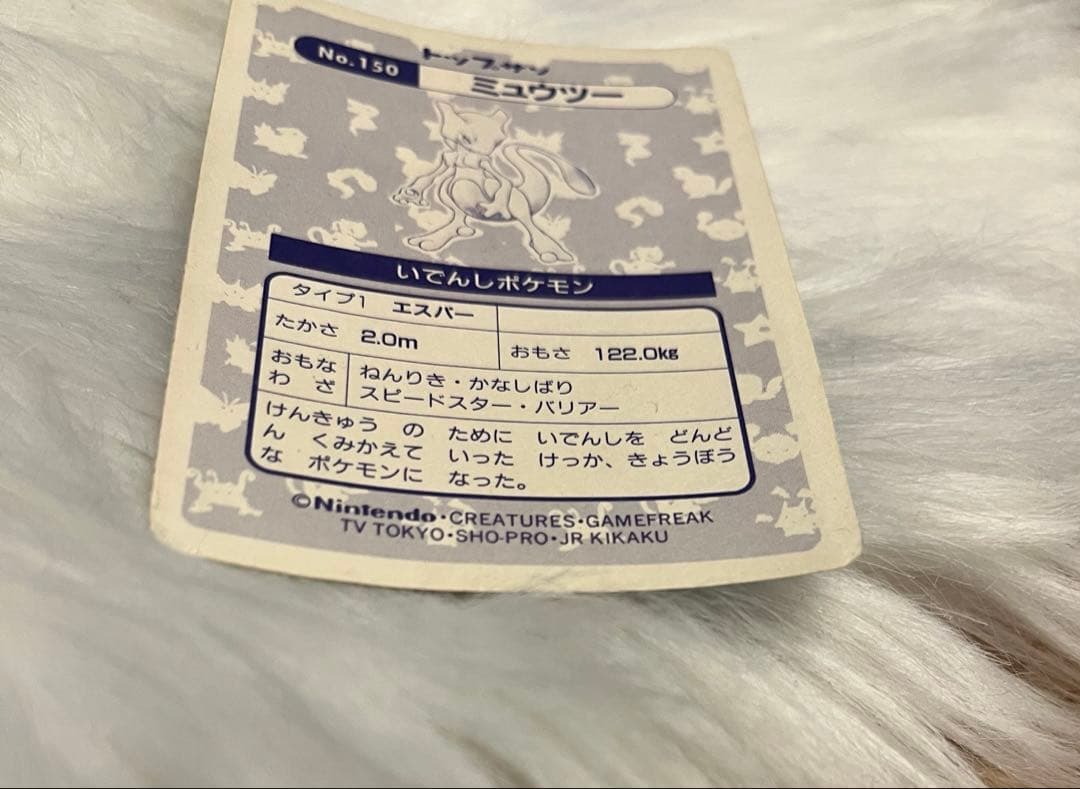 トップサン
No.150 ミュウツー
いでんしポケモン
タイプ1 エスパー
たかさ 2.0m おもさ 122.0kg
おもな
わ ざ
ねんりき・かなしばり
スピードスター・バリアー
けんきゅう の ために いでんしを どんど
ん くみかえて いった けっか、きょうぼう
な ポケモンに なった。
©Nintendo・CREATURES・GAMEFREAK
TV TOKYO・SHO-PRO・JR KIKAKU